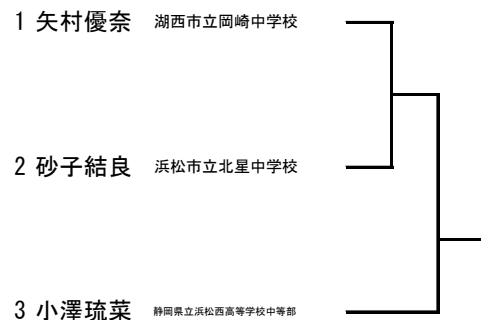 1 矢村優奈 湖西市立岡崎中学校
2 砂子結良 浜松市立北星中学校
3 小澤琉菜 静岡県立浜松西高等学校中等部